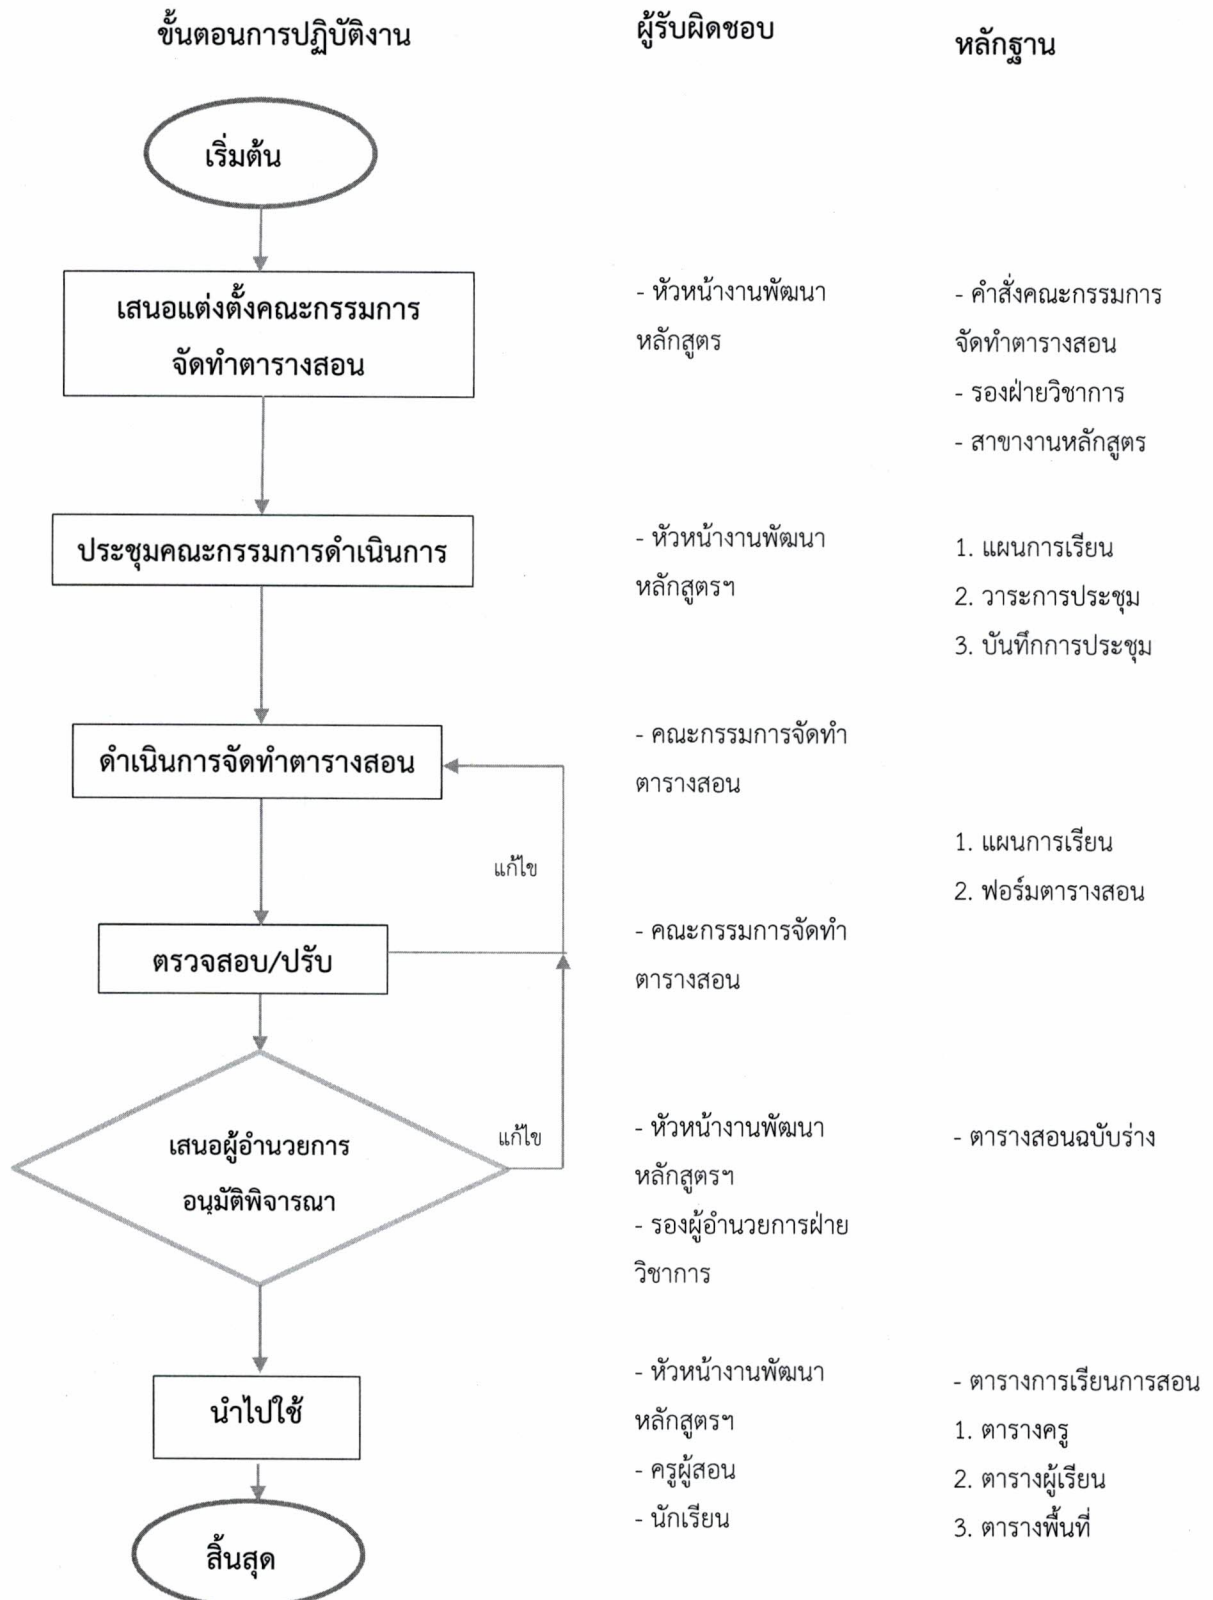 ขั้นตอนการปฏิบัติงาน
ผู้รับผิดชอบ
หลักฐาน
เริ่มต้น
เสนอแต่งตั้งคณะกรรมการ
จัดทำตารางสอน
- หัวหน้างานพัฒนา
หลักสูตร
- คำสั่งคณะกรรมการ
จัดทำตารางสอน
- รองฝ่ายวิชาการ
- สาขางานหลักสูตร
ประชุมคณะกรรมการดำเนินการ
- หัวหน้างานพัฒนา
หลักสูตรฯ
1. แผนการเรียน
2. วาระการประชุม
3. บันทึกการประชุม
ดำเนินการจัดทำตารางสอน
- คณะกรรมการจัดทำ
ตารางสอน
แก้ไข
1. แผนการเรียน
2. ฟอร์มตารางสอน
ตรวจสอบ/ปรับ
- คณะกรรมการจัดทำ
ตารางสอน
เสนอผู้อำนวยการ
อนุมัติพิจารณา
แก้ไข
- หัวหน้างานพัฒนา
หลักสูตรฯ
- รองผู้อำนวยการฝ่าย
วิชาการ
- ตารางสอนฉบับร่าง
นำไปใช้
- หัวหน้างานพัฒนา
หลักสูตรฯ
- ครูผู้สอน
- นักเรียน
- ตารางการเรียนการสอน
1. ตารางครู
2. ตารางผู้เรียน
3. ตารางพื้นที่
สิ้นสุด